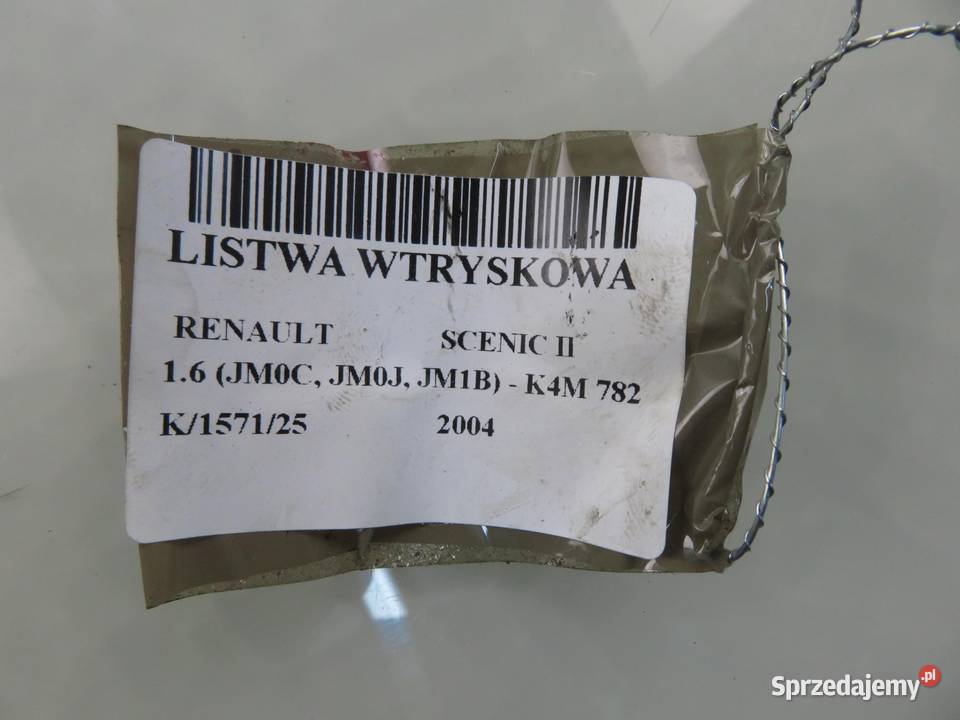 LISTWA WTRYSKOWA
RENAULT SCENIC II
1.6 (JM0C, JM0J, JM1B) - K4M 782
K/1571/25 2004
Sprzedajemy.pl